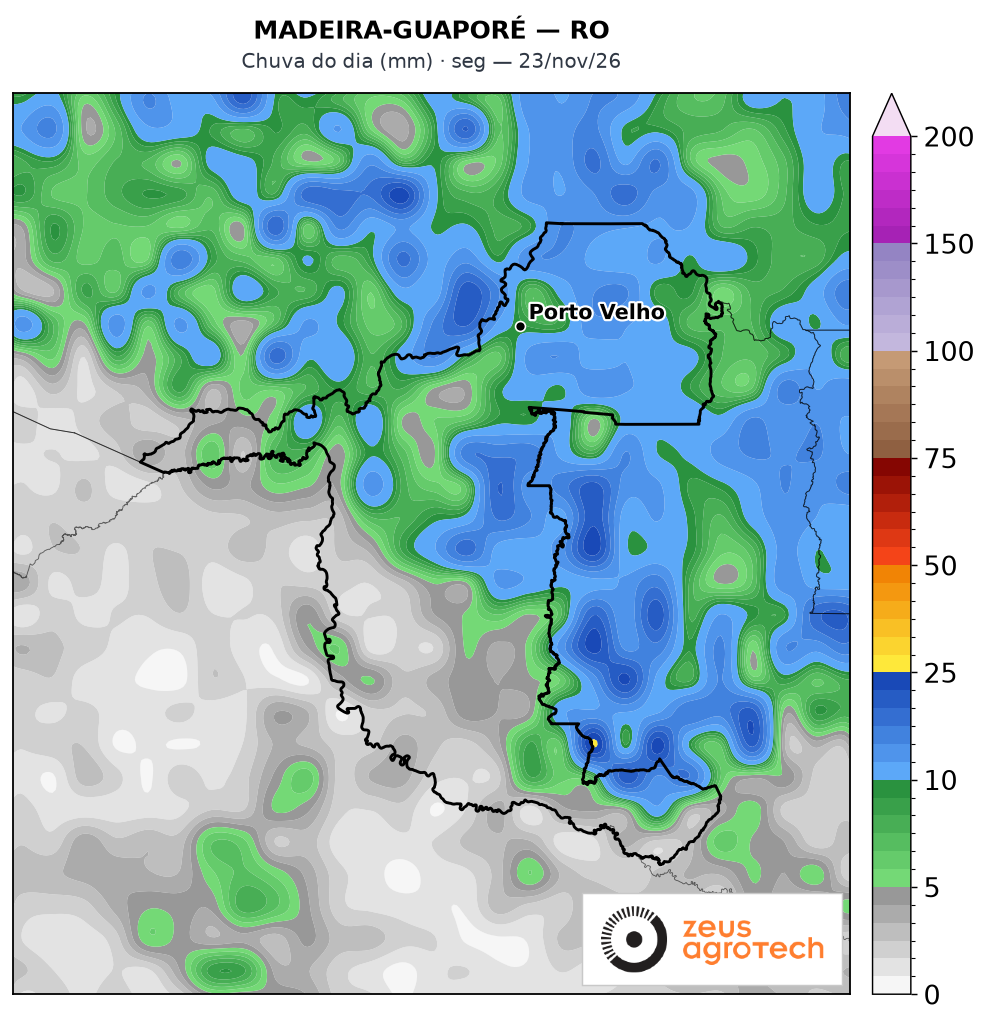 MADEIRA-GUAPORÉ — RO
Chuva do dia (mm) · seg — 23/nov/26
Porto Velho
200
150
100
75
50
25
10
5
0
zeus
agroTech